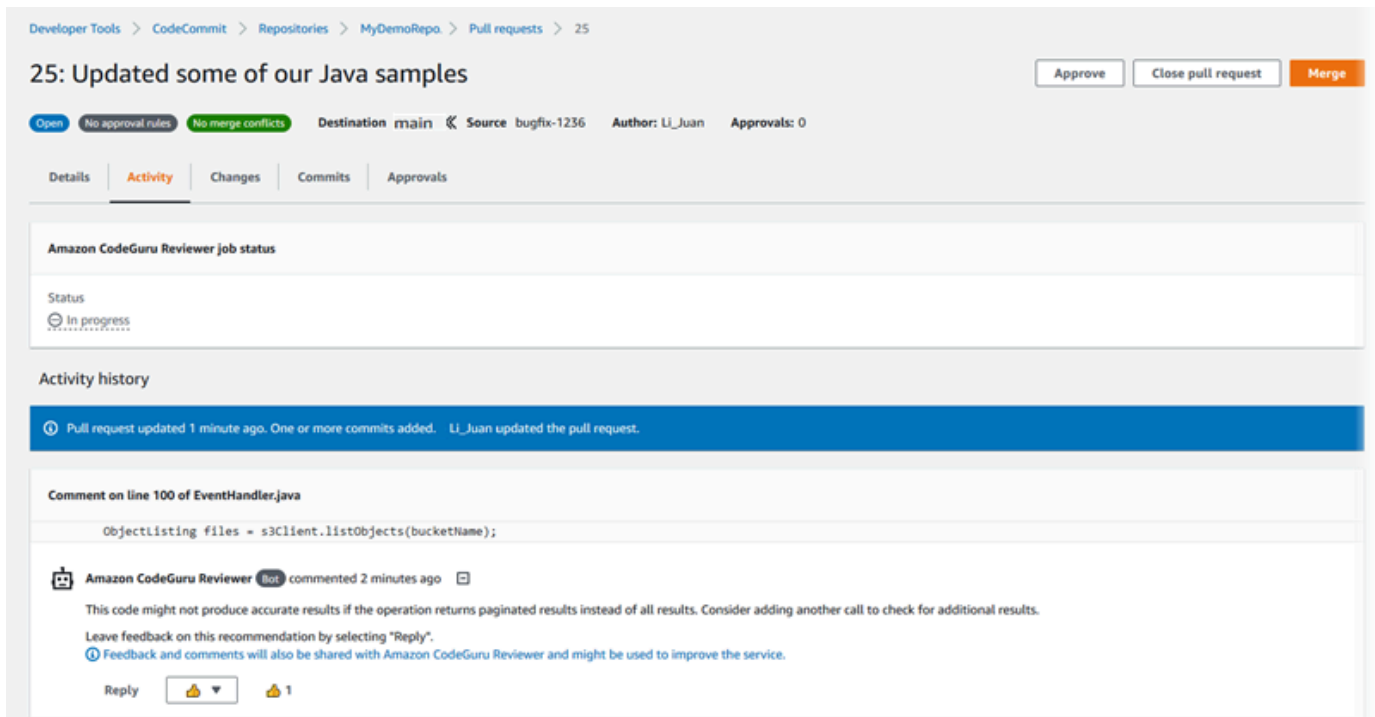 Developer Tools > CodeCommit > Repositories > MyDemoRepo. > Pull requests > 25
25: Updated some of our Java samples
Approve Close pull request Merge
Open No approval rules No merge conflicts Destination main Source bugfix-1236 Author: Li_Juan Approvals: 0
Details Activity Changes Commits Approvals
Amazon CodeGuru Reviewer job status
Status
In progress
Activity history
Pull request updated 1 minute ago. One or more commits added. Li_Juan updated the pull request.
Comment on line 100 of EventHandler.java
ObjectListing files = s3Client.listObjects(bucketName);
Amazon CodeGuru Reviewer Bot commented 2 minutes ago
This code might not produce accurate results if the operation returns paginated results instead of all results. Consider adding another call to check for additional results.
Leave feedback on this recommendation by selecting "Reply".
Feedback and comments will also be shared with Amazon CodeGuru Reviewer and might be used to improve the service.
Reply 👍 ▼ 👍 1